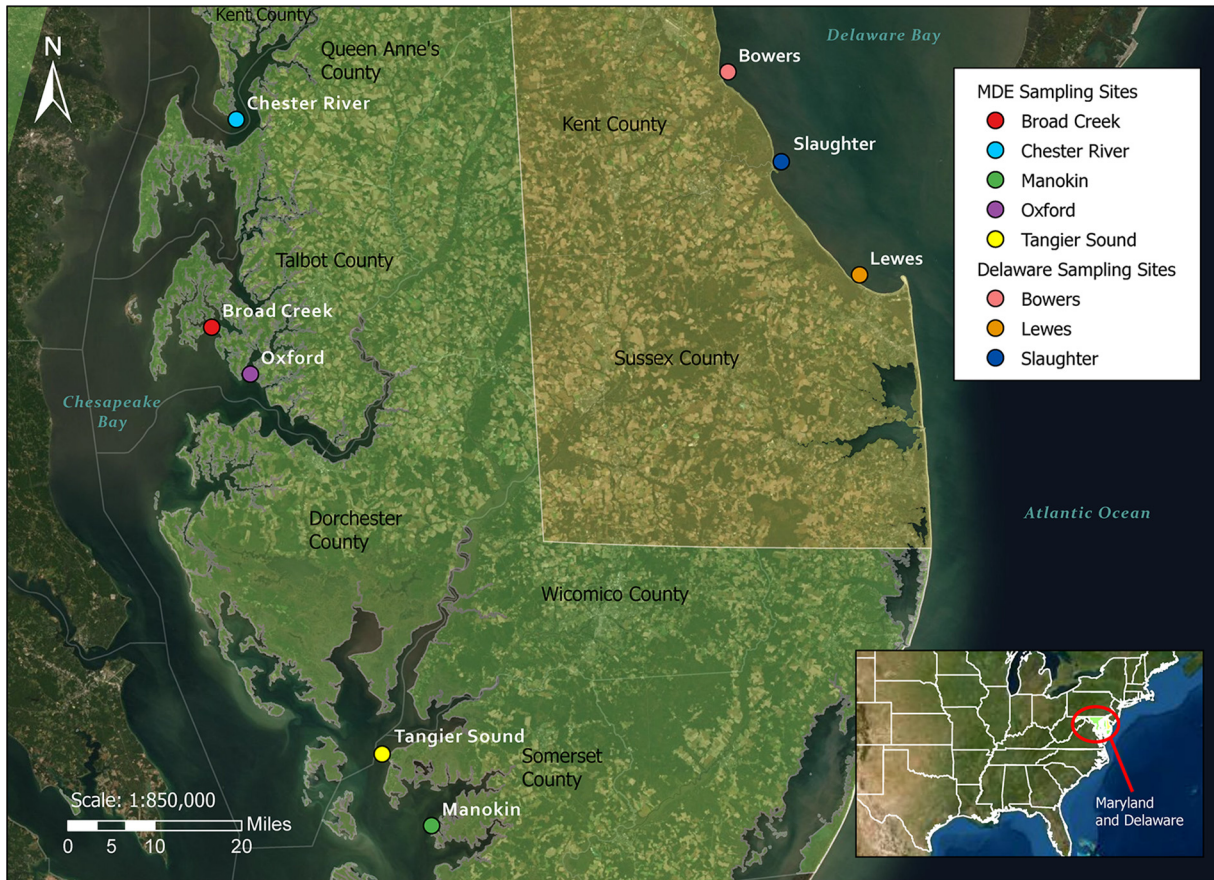 Kent County
Queen Anne's
County
Delaware Bay
Bowers
N
Chester River
Kent County
Slaughter
Talbot County
Lewes
Broad Creek
Oxford
Sussex County
Chesapeake
Bay
Dorchester
County
Atlantic Ocean
Wicomico County
Tangier Sound
Somerset
County
Manokin
Scale: 1:850,000
Miles
0 5 10 20
MDE Sampling Sites
Broad Creek
Chester River
Manokin
Oxford
Tangier Sound
Delaware Sampling Sites
Bowers
Lewes
Slaughter
Maryland
and Delaware